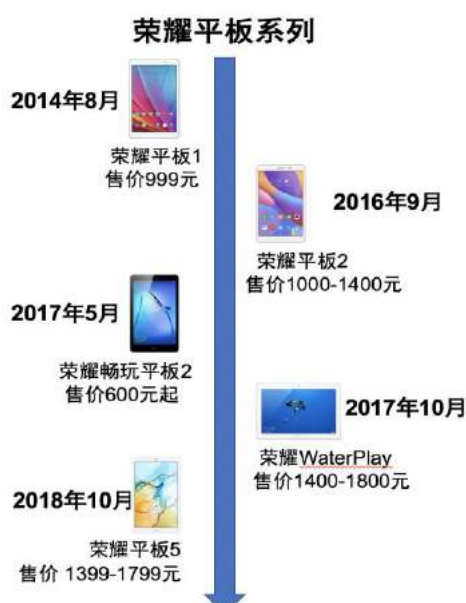 荣耀平板系列
2014年8月
荣耀平板1
售价999元
2016年9月
荣耀平板2
售价1000-1400元
2017年5月
荣耀畅玩平板2
售价600元起
2017年10月
荣耀WaterPlay
售价1400-1800元
2018年10月
荣耀平板5
售价 1399-1799元